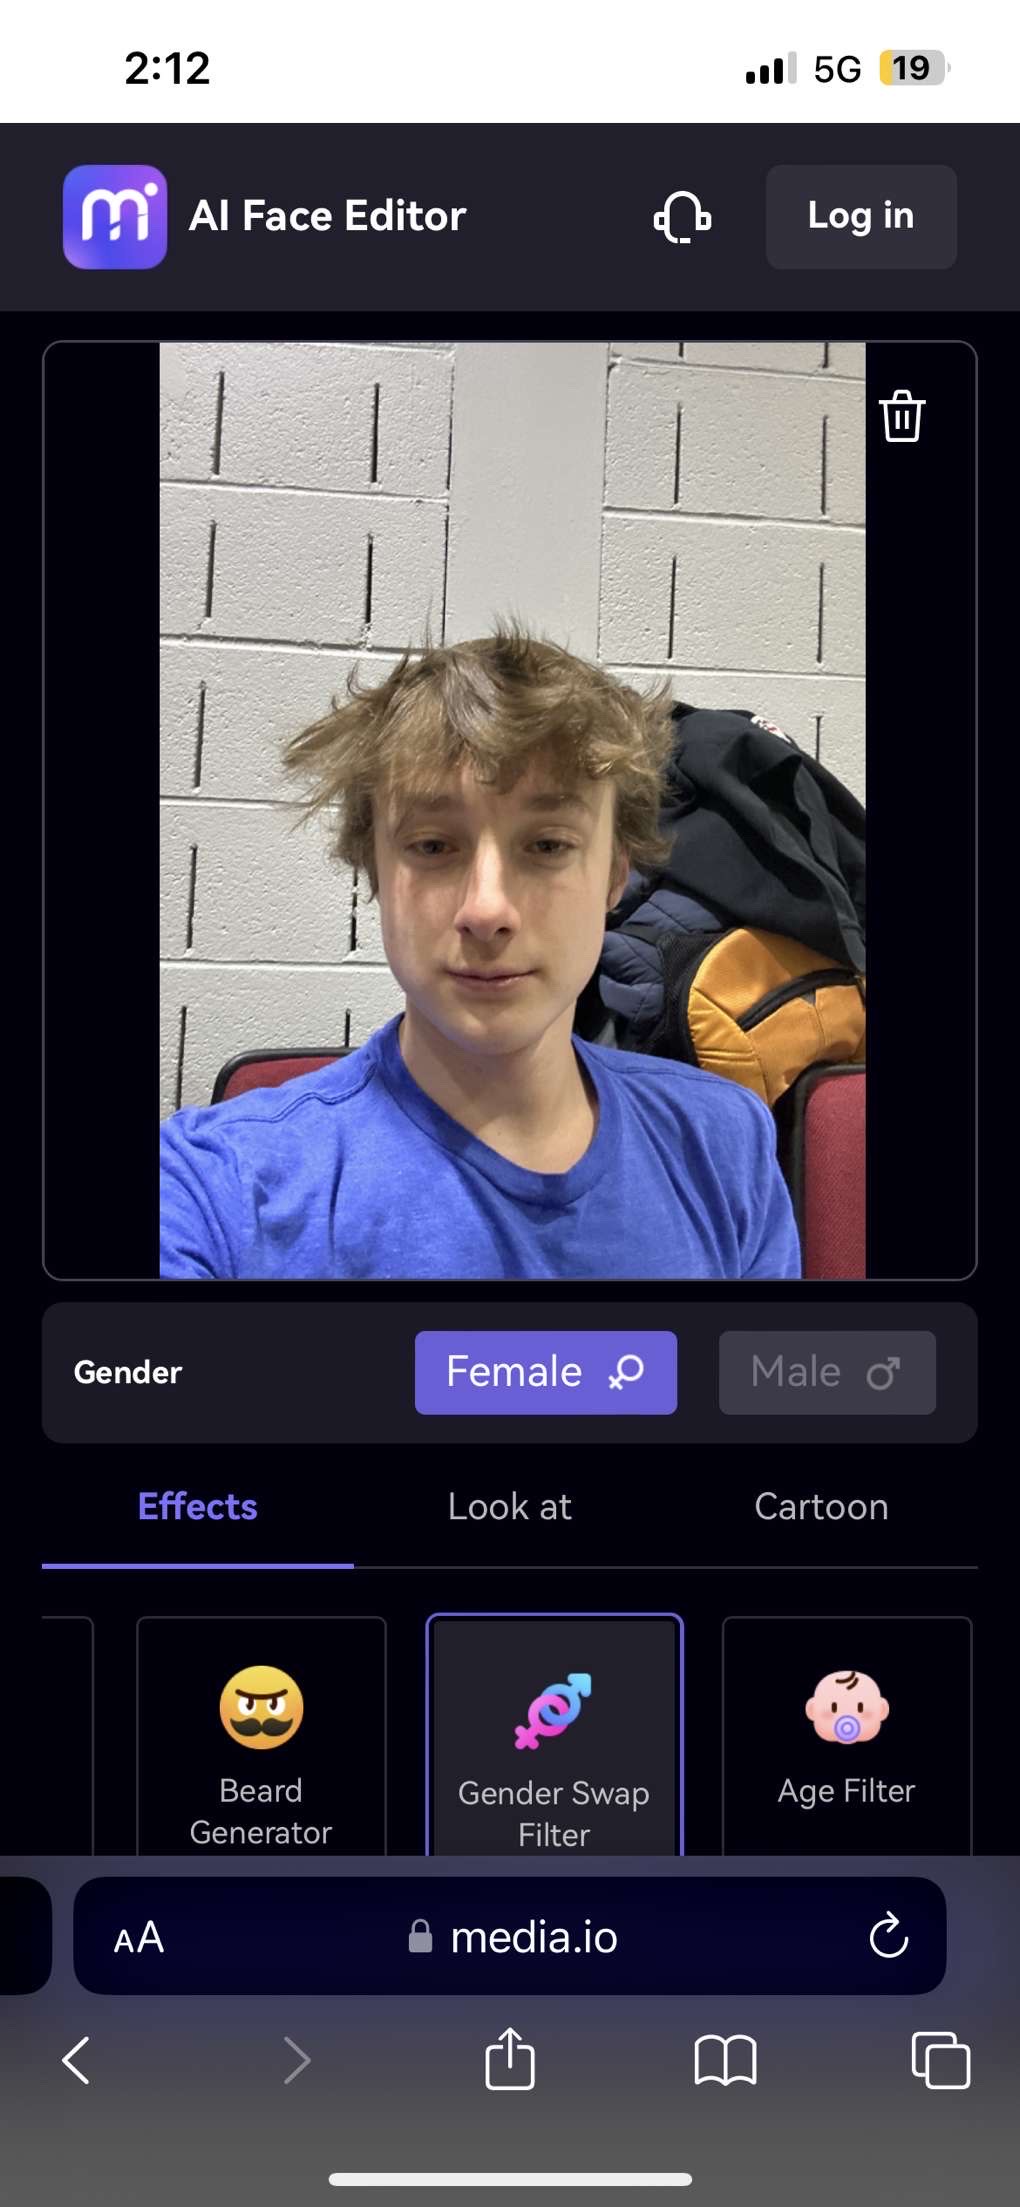 2:12
5G
19
AI Face Editor
Log in
Gender
Female
Male
Effects
Look at
Cartoon
Beard
Generator
Gender Swap
Filter
Age Filter
AA
media.io